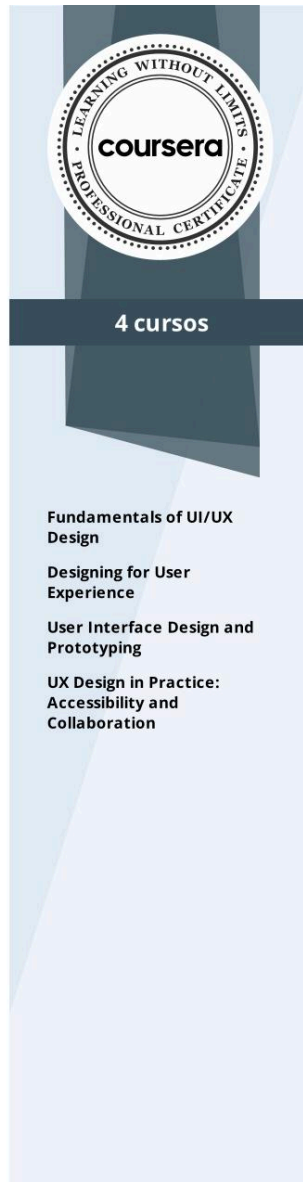 LEARNING WITHOUT LIMITS
coursera
PROFESSIONAL CERTIFICATE
4 cursos
Fundamentals of UI/UX
Design
Designing for User
Experience
User Interface Design and
Prototyping
UX Design in Practice:
Accessibility and
Collaboration